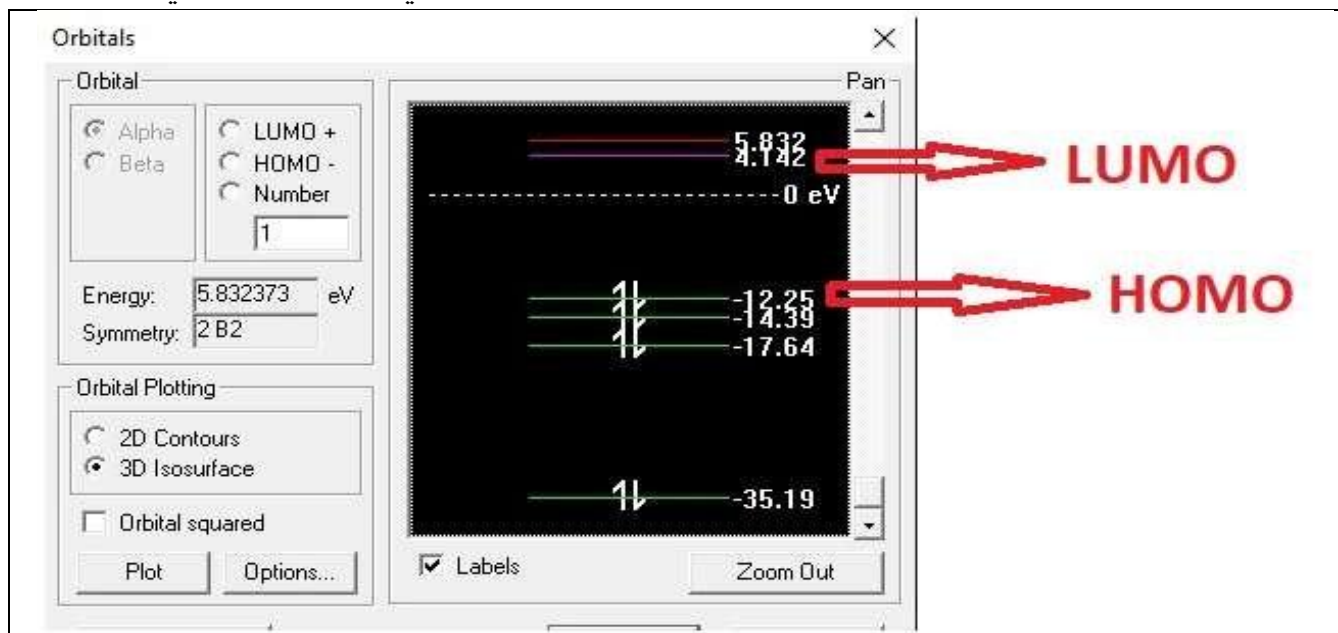 Orbitals
Orbital
Alpha
Beta
LUMO +
HOMO -
Number
1
Energy: 5.832373 eV
Symmetry: 2 B2
Orbital Plotting
2D Contours
3D Isosurface
Orbital squared
Plot
Options...
Pan
5.832
4.142
0 eV
-12.25
-14.39
-17.64
-35.19
Labels
Zoom Out
LUMO
HOMO